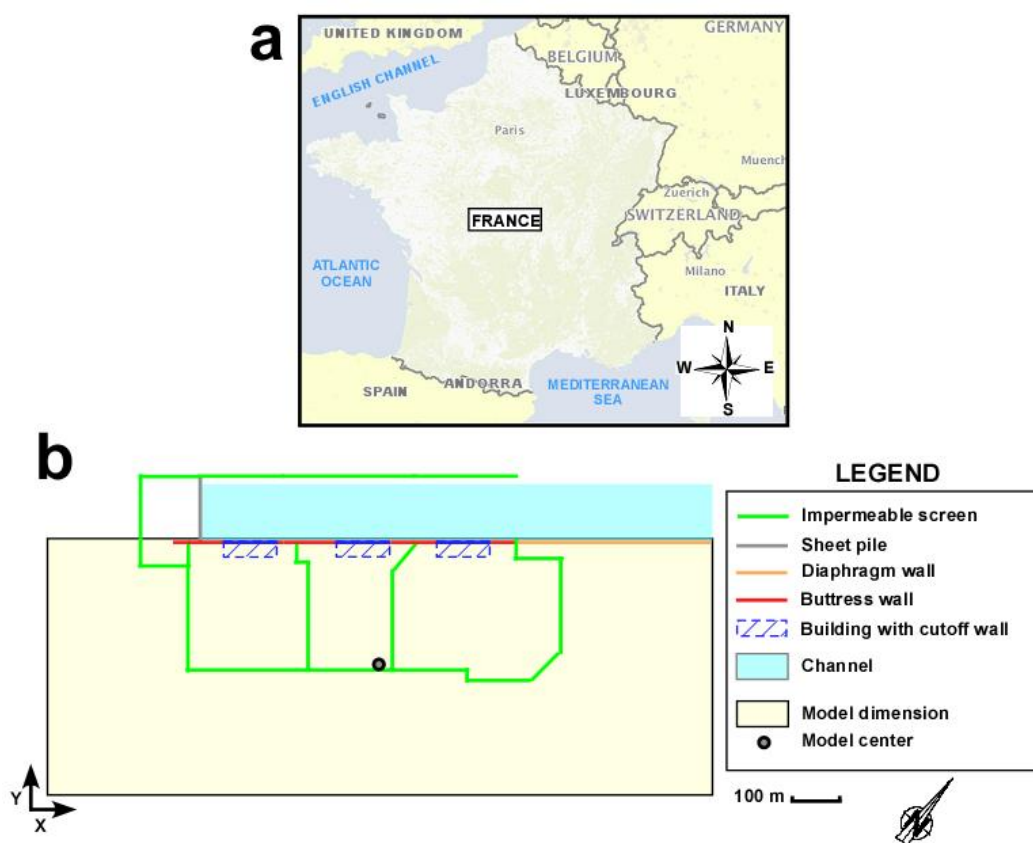 a
UNITED KINGDOM
GERMANY
BELGIUM
ENGLISH CHANNEL
LUXEMBOURG
Paris
Muench
Zuerich
SWITZERLAND
FRANCE
ATLANTIC
OCEAN
Milano
ITALY
N
W E
S
SPAIN
ANDORRA
MEDITERRANEAN
SEA
b
LEGEND
Impermeable screen
Sheet pile
Diaphragm wall
Buttress wall
Building with cutoff wall
Channel
Model dimension
Model center
Y
X
100 m